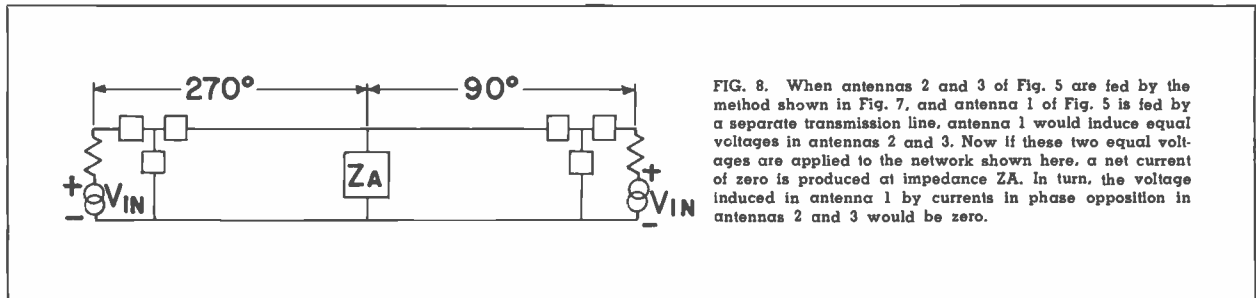 270° 90°
ZA
+ VIN -
+ VIN -
FIG. 8. When antennas 2 and 3 of Fig. 5 are fed by the
method shown in Fig. 7, and antenna 1 of Fig. 5 is fed by
a separate transmission line, antenna 1 would induce equal
voltages in antennas 2 and 3. Now if these two equal volt-
ages are applied to the network shown here, a net current
of zero is produced at impedance ZA. In turn, the voltage
induced in antenna 1 by currents in phase opposition in
antennas 2 and 3 would be zero.